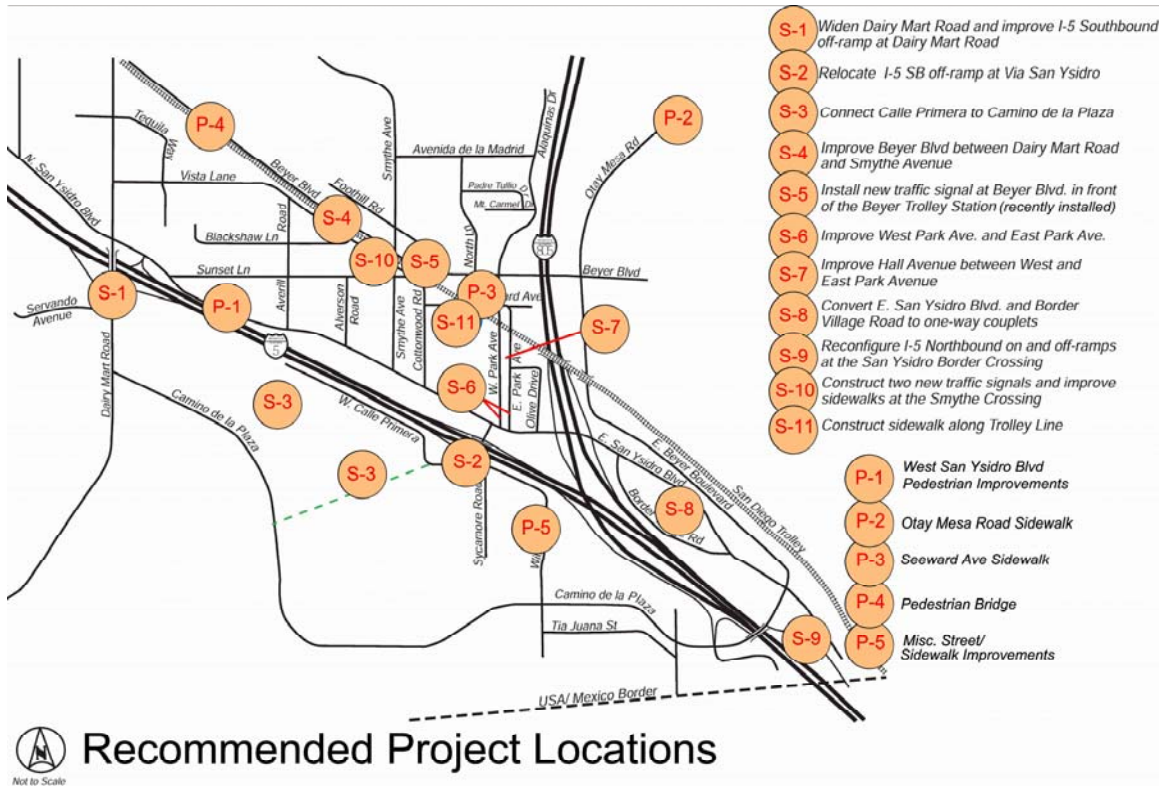 S-1 Widen Dairy Mart Road and improve I-5 Southbound
off-ramp at Dairy Mart Road
S-2 Relocate I-5 SB off-ramp at Via San Ysidro
S-3 Connect Calle Primera to Camino de la Plaza
S-4 Improve Beyer Blvd between Dairy Mart Road
and Smythe Avenue
S-5 Install new traffic signal at Beyer Blvd. in front
of the Beyer Trolley Station (recently installed)
S-6 Improve West Park Ave. and East Park Ave.
S-7 Improve Hall Avenue between West and
East Park Avenue
S-8 Convert E. San Ysidro Blvd. and Border
Village Road to one-way couplets
S-9 Reconfigure I-5 Northbound on and off-ramps
at the San Ysidro Border Crossing
S-10 Construct two new traffic signals and improve
sidewalks at the Smythe Crossing
S-11 Construct sidewalk along Trolley Line
P-1 West San Ysidro Blvd
Pedestrian Improvements
P-2 Otay Mesa Road Sidewalk
P-3 Seeward Ave Sidewalk
P-4 Pedestrian Bridge
P-5 Misc. Street/
Sidewalk Improvements
P-4
P-2
Tequila
Way
Beyer Blvd
Smythe Ave
Avenida de la Madrid
Alaquinas Dr
Otay Mesa Rd
N. San Ysidro Blvd
Vista Lane
Foothill Rd
Padre Tullio D
Mt. Carmel Dr
Road
S-4
Blackshaw Ln
North Ln
S-10
S-5
805
Sunset Ln
Beyer Blvd
S-1
Servando
Avenue
P-1
Averill
Alverson
Road
Smythe Ave
Cottonwood Rd
P-3
ard Ave
S-11
S-7
5
W. Park Ave
E. Park Ave
Olive Drive
Dairy Mart Road
S-6
S-3
Camino de la Plaza
W. Calle Primera
S-2
S-3
E. San Ysidro Blvd
E. Beyer Boulevard
San Diego Trolley
S-8
Rd
Sycamore Road
P-5
Camino de la Plaza
Tia Juana St
S-9
USA/ Mexico Border
N
Not to Scale
Recommended Project Locations